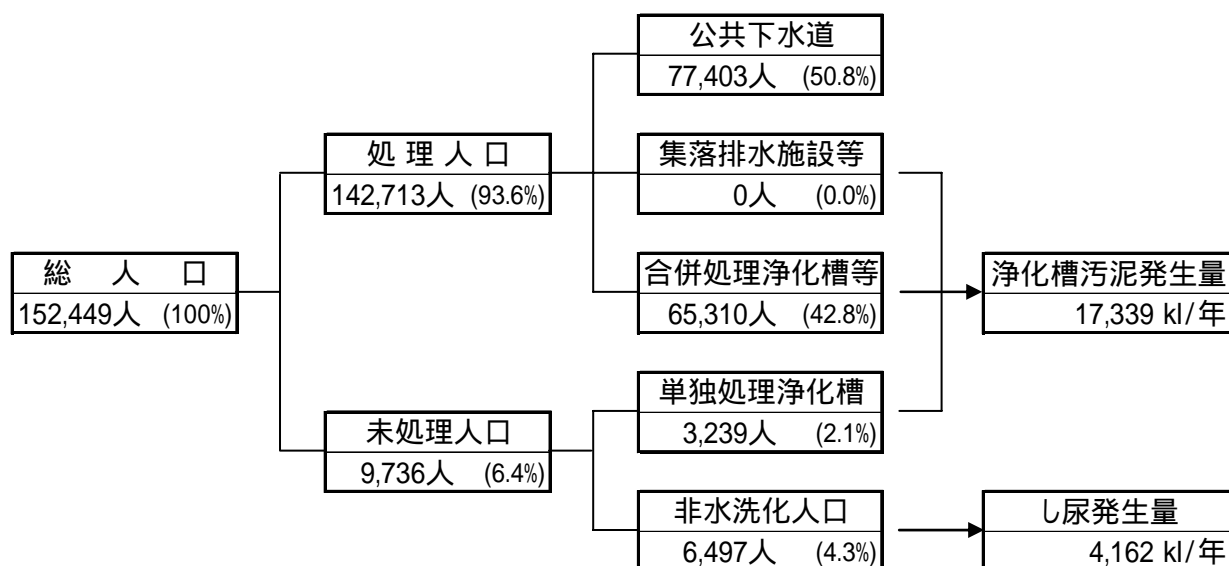 公共下水道
77,403人 (50.8%)
処理人口
142,713人 (93.6%)
集落排水施設等
0人 (0.0%)
総人口
152,449人 (100%)
合併処理浄化槽等
65,310人 (42.8%)
浄化槽汚泥発生量
17,339 kl/年
単独処理浄化槽
3,239人 (2.1%)
未処理人口
9,736人 (6.4%)
非水洗化人口
6,497人 (4.3%)
し尿発生量
4,162 kl/年